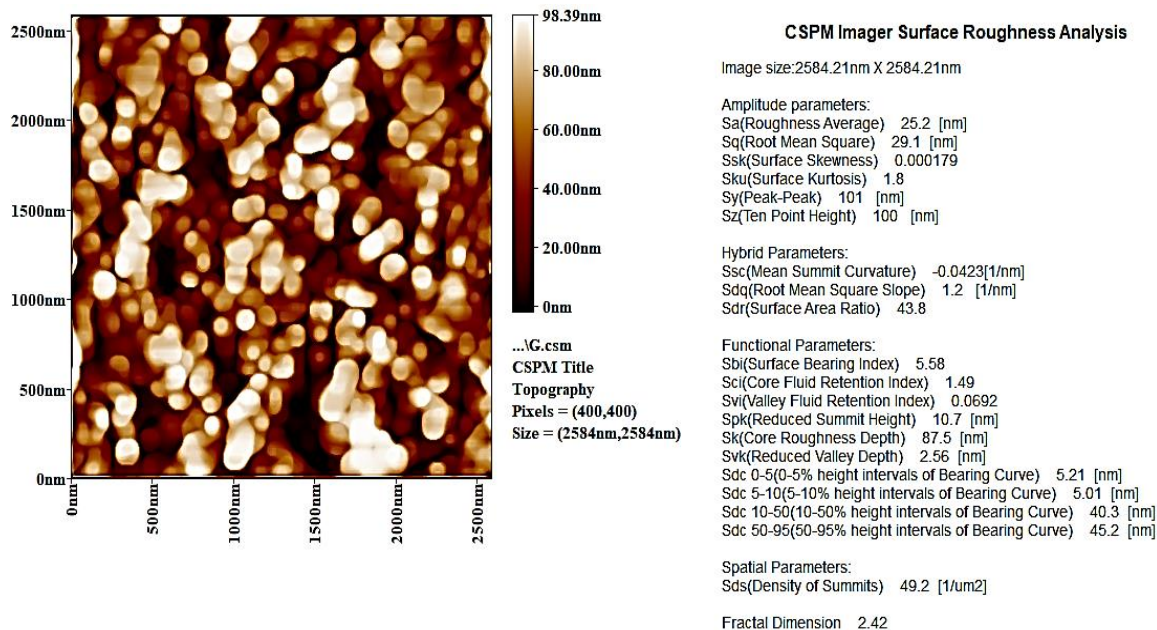 2500nm
2000nm
1500nm
1000nm
500nm
0nm
0nm
500nm
1000nm
1500nm
2000nm
2500nm
98.39nm
80.00nm
60.00nm
40.00nm
20.00nm
0nm
...\G.csm
CSPM Title
Topography
Pixels = (400,400)
Size = (2584nm,2584nm)
CSPM Imager Surface Roughness Analysis
Image size:2584.21nm X 2584.21nm
Amplitude parameters:
Sa(Roughness Average) 25.2 [nm]
Sq(Root Mean Square) 29.1 [nm]
Ssk(Surface Skewness) 0.000179
Sku(Surface Kurtosis) 1.8
Sy(Peak-Peak) 101 [nm]
Sz(Ten Point Height) 100 [nm]
Hybrid Parameters:
Ssc(Mean Summit Curvature) -0.0423[1/nm]
Sdq(Root Mean Square Slope) 1.2 [1/nm]
Sdr(Surface Area Ratio) 43.8
Functional Parameters:
Sbi(Surface Bearing Index) 5.58
Sci(Core Fluid Retention Index) 1.49
Svi(Valley Fluid Retention Index) 0.0692
Spk(Reduced Summit Height) 10.7 [nm]
Sk(Core Roughness Depth) 87.5 [nm]
Svk(Reduced Valley Depth) 2.56 [nm]
Sdc 0-5(0-5% height intervals of Bearing Curve) 5.21 [nm]
Sdc 5-10(5-10% height intervals of Bearing Curve) 5.01 [nm]
Sdc 10-50(10-50% height intervals of Bearing Curve) 40.3 [nm]
Sdc 50-95(50-95% height intervals of Bearing Curve) 45.2 [nm]
Spatial Parameters:
Sds(Density of Summits) 49.2 [1/um2]
Fractal Dimension 2.42